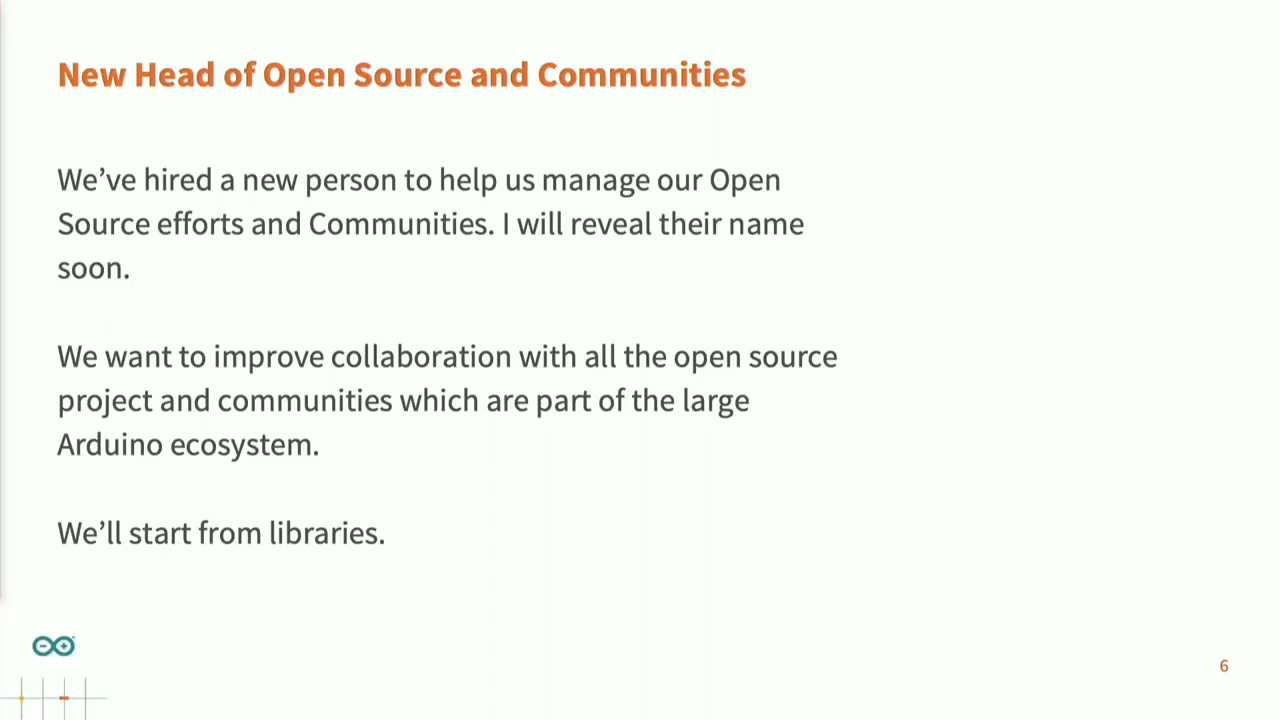 New Head of Open Source and Communities
We’ve hired a new person to help us manage our Open
Source efforts and Communities. I will reveal their name
soon.
We want to improve collaboration with all the open source
project and communities which are part of the large
Arduino ecosystem.
We’ll start from libraries.
6